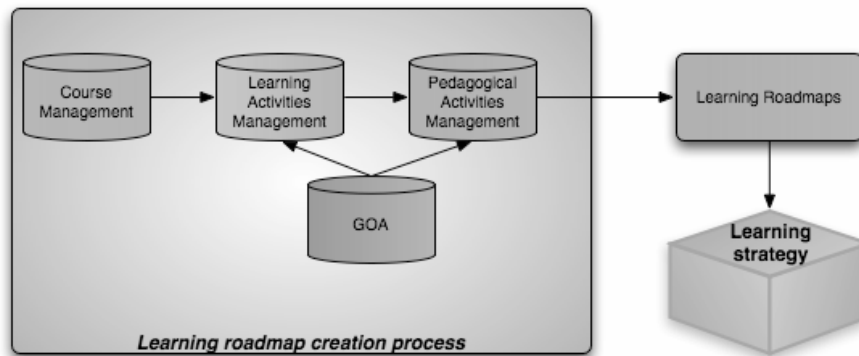 Course
Management
Learning
Activities
Management
Pedagogical
Activities
Management
Learning Roadmaps
GOA
Learning
strategy
Learning roadmap creation process